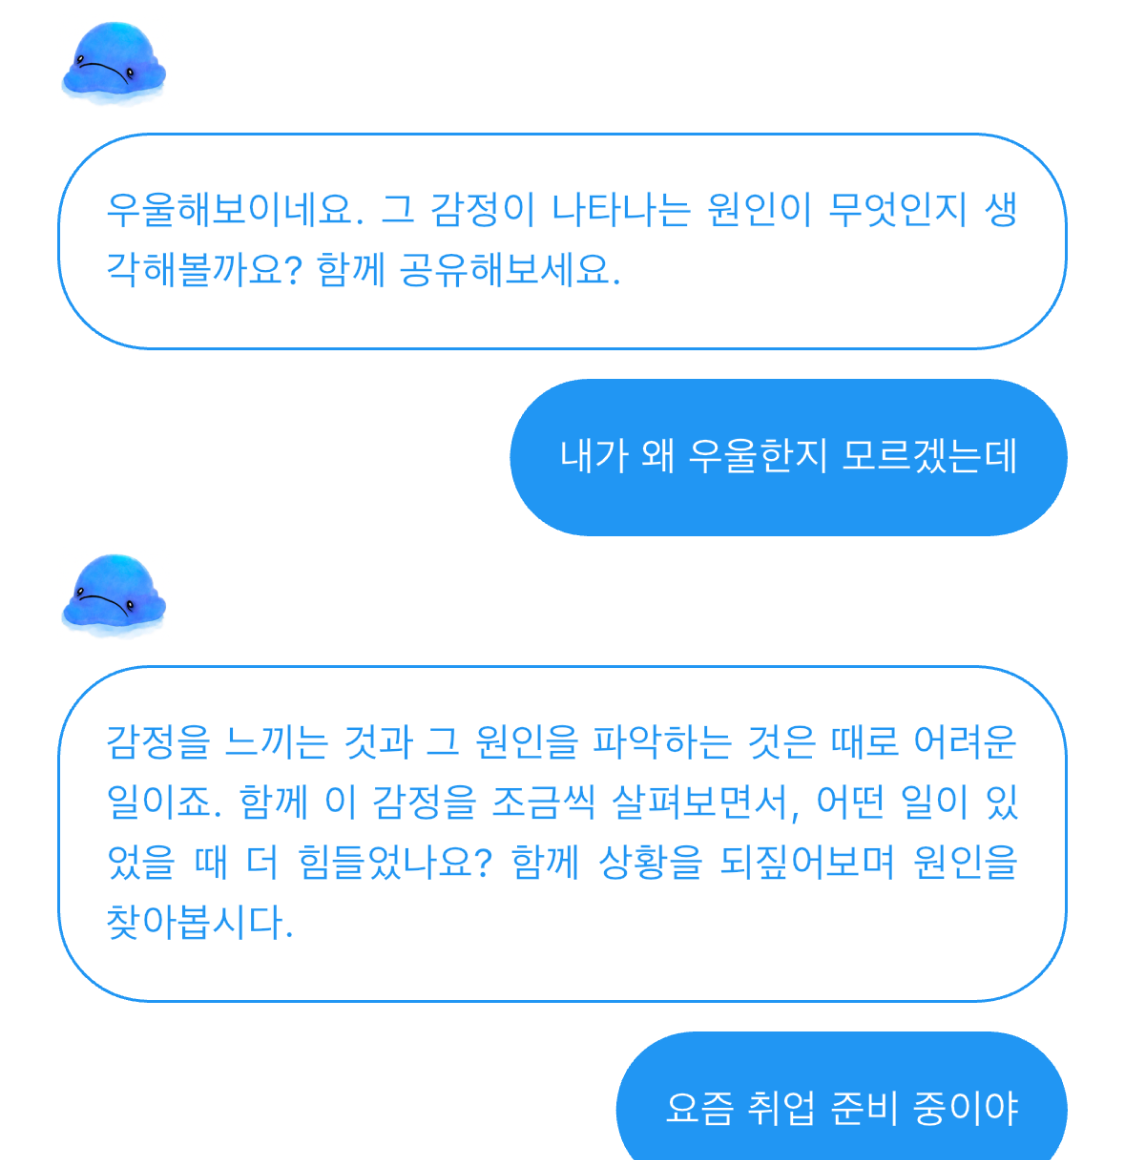 우울해보이네요. 그 감정이 나타나는 원인이 무엇인지 생
각해볼까요? 함께 공유해보세요.
내가 왜 우울한지 모르겠는데
감정을 느끼는 것과 그 원인을 파악하는 것은 때로 어려운
일이죠. 함께 이 감정을 조금씩 살펴보면서, 어떤 일이 있
었을 때 더 힘들었나요? 함께 상황을 되짚어보며 원인을
찾아봅시다.
요즘 취업 준비 중이야